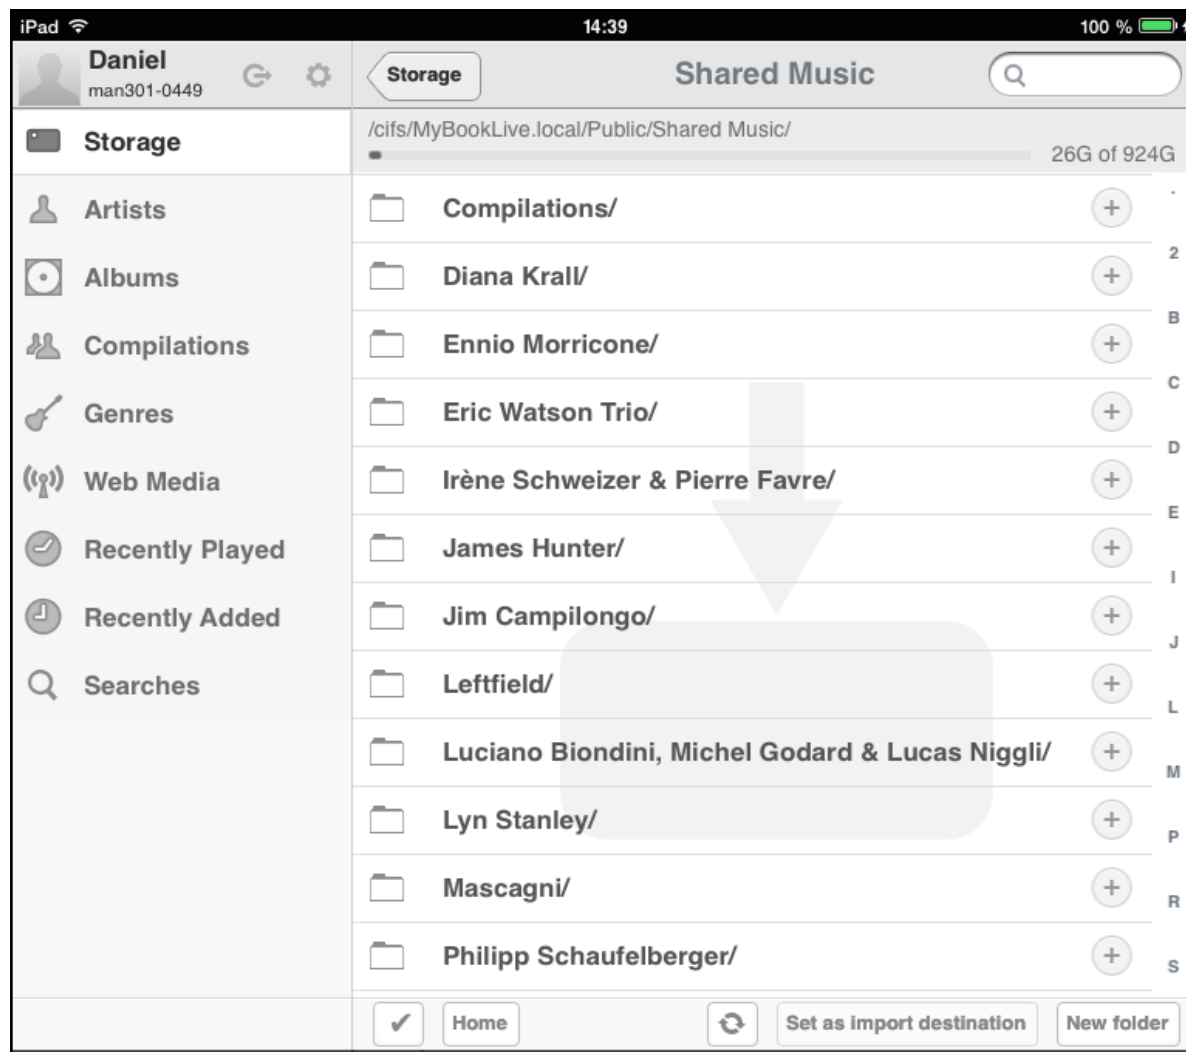 iPad 14:39 100 %
Daniel
man301-0449
Storage
Shared Music
Storage
/cifs/MyBookLive.local/Public/Shared Music/
26G of 924G
Artists
Albums
Compilations
Genres
Web Media
Recently Played
Recently Added
Searches
Compilations/
Diana Krall/
Ennio Morricone/
Eric Watson Trio/
Irène Schweizer & Pierre Favre/
James Hunter/
Jim Campilongo/
Leftfield/
Luciano Biondini, Michel Godard & Lucas Niggli/
Lyn Stanley/
Mascagni/
Philipp Schaufelberger/
.
2
B
C
D
E
I
J
L
M
P
R
S
Home
Set as import destination
New folder